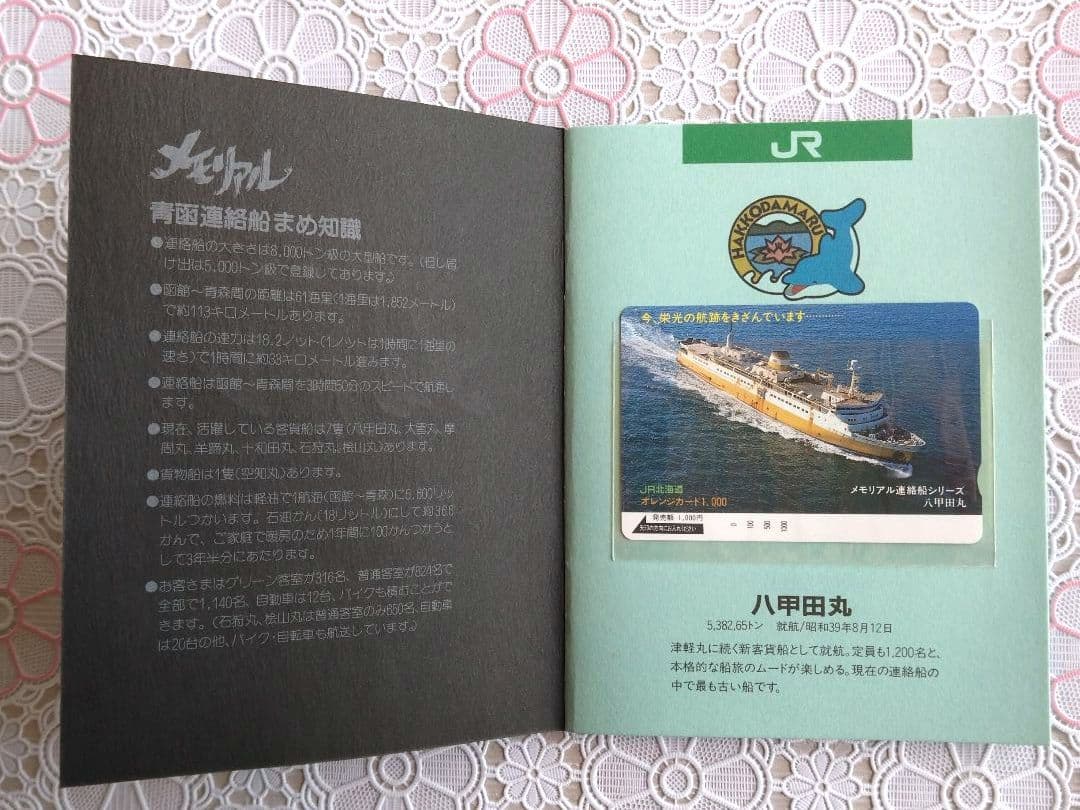 メモリアル
青函連絡船まめ知識
●連絡船の大きさは8,000トン級の大型船です。(但し届
け出は5,000トン級で登録してあります。)
●函館〜青森間の距離は61海里(1海里は1,852メートル)
で約113キロメートルあります。
●連絡船の速力は18.2ノット(1ノットは1時間に1海里の
速さ)で1時間に約33キロメートル進みます。
●連絡船は函館〜青森間を3時間50分のスピードで航走し
ます。
●現在、活躍している客貨船は7隻(八甲田丸、大雪丸、摩
周丸、羊蹄丸、十和田丸、石狩丸、桧山丸)あります。
●貨物船は1隻(空知丸)あります。
●連絡船の燃料は軽油で1航海(函館〜青森)に6,600リッ
トルつかいます。石油かん(18リットル)にして約366
かんで、ご家庭で暖房のため1年間に100かんつかうと
して3年半分にあたります。
●お客さまはグリーン客室が316名、普通客室が824名で
全部で1,140名、自動車は12台、バイクも積むことがで
きます。(石狩丸、桧山丸は普通客室のみ650名、自動車
は20台の他、バイク・自転車も航送しています。)
JR
HAKKODAMARU
今、栄光の航跡をきざんでいます…………
JR北海道
オレンジカード1,000
メモリアル連絡船シリーズ
八甲田丸
発売額 1,000円
矢印の方向にお入れください
0 100 500 1000
八甲田丸
5,382,65トン 就航/昭和39年8月12日
津軽丸に続く新客貨船として就航。定員も1,200名と、
本格的な船旅のムードが楽しめる。現在の連絡船の
中で最も古い船です。